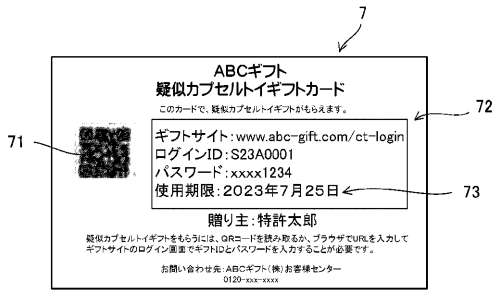 7
ABCギフト
疑似カプセルトイギフトカード
このカードで、疑似カプセルトイギフトがもらえます。
72
71
ギフトサイト：www.abc-gift.com/ct-login
ログインID：S23A0001
パスワード：xxxx1234
使用期限：2023年7月25日
73
贈り主：特許太郎
疑似カプセルトイギフトをもらうには、QRコードを読み取るか、ブラウザでURLを入力して
ギフトサイトのログイン画面でギフトIDとパスワードを入力することが必要です。
お問い合わせ先：ABCギフト(株)お客様センター
0120-xxx-xxxx